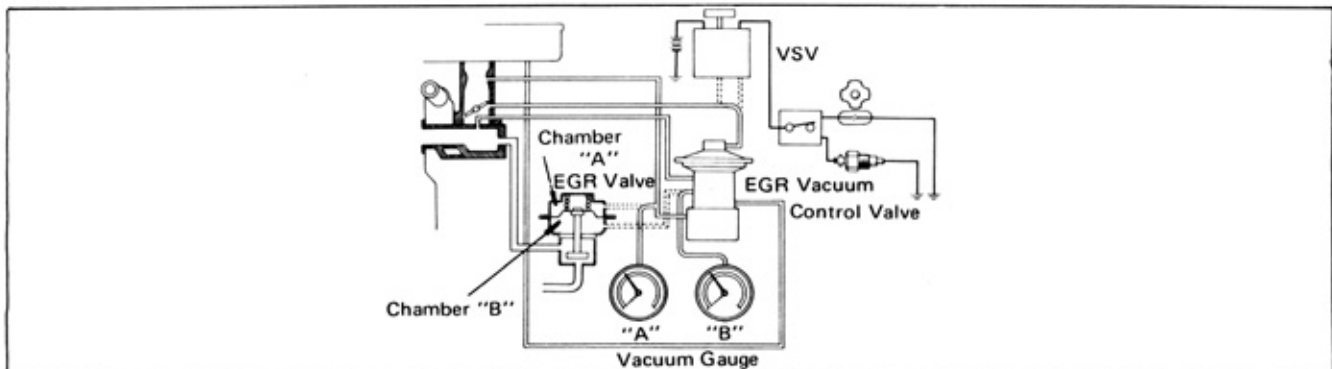 VSV
Chamber
"A"
EGR Valve
EGR Vacuum
Control Valve
Chamber "B"
"A"
"B"
Vacuum Gauge